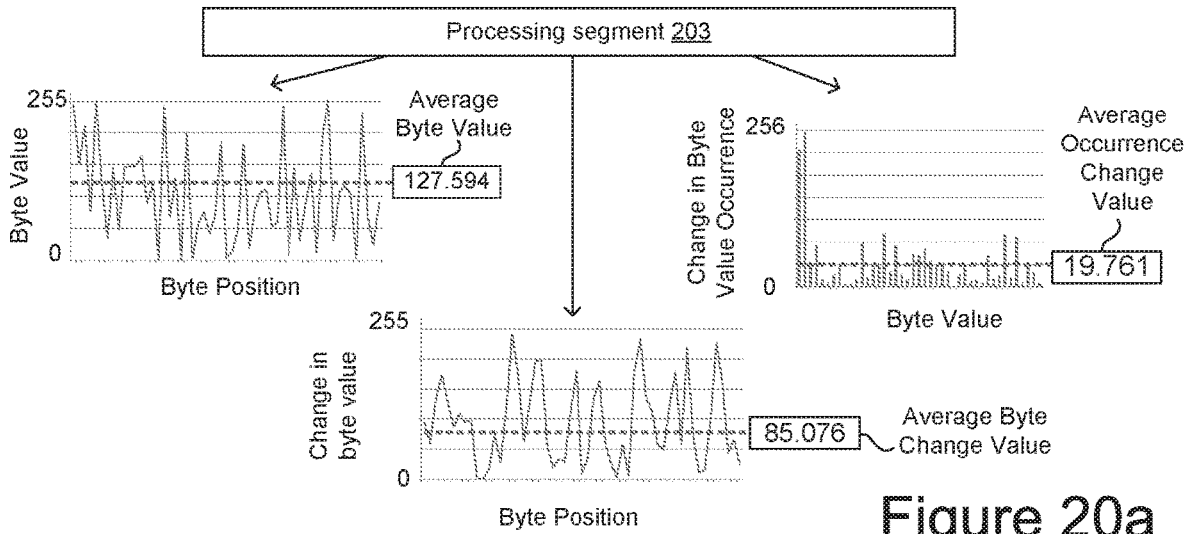 Processing segment 203
255
Byte Value
0
Byte Position
Average
Byte Value
127.594
256
Change in Byte
Value Occurrence
0
Byte Value
Average
Occurrence
Change
Value
19.761
255
Change in
byte value
0
Byte Position
85.076
Average Byte
Change Value
Figure 20a